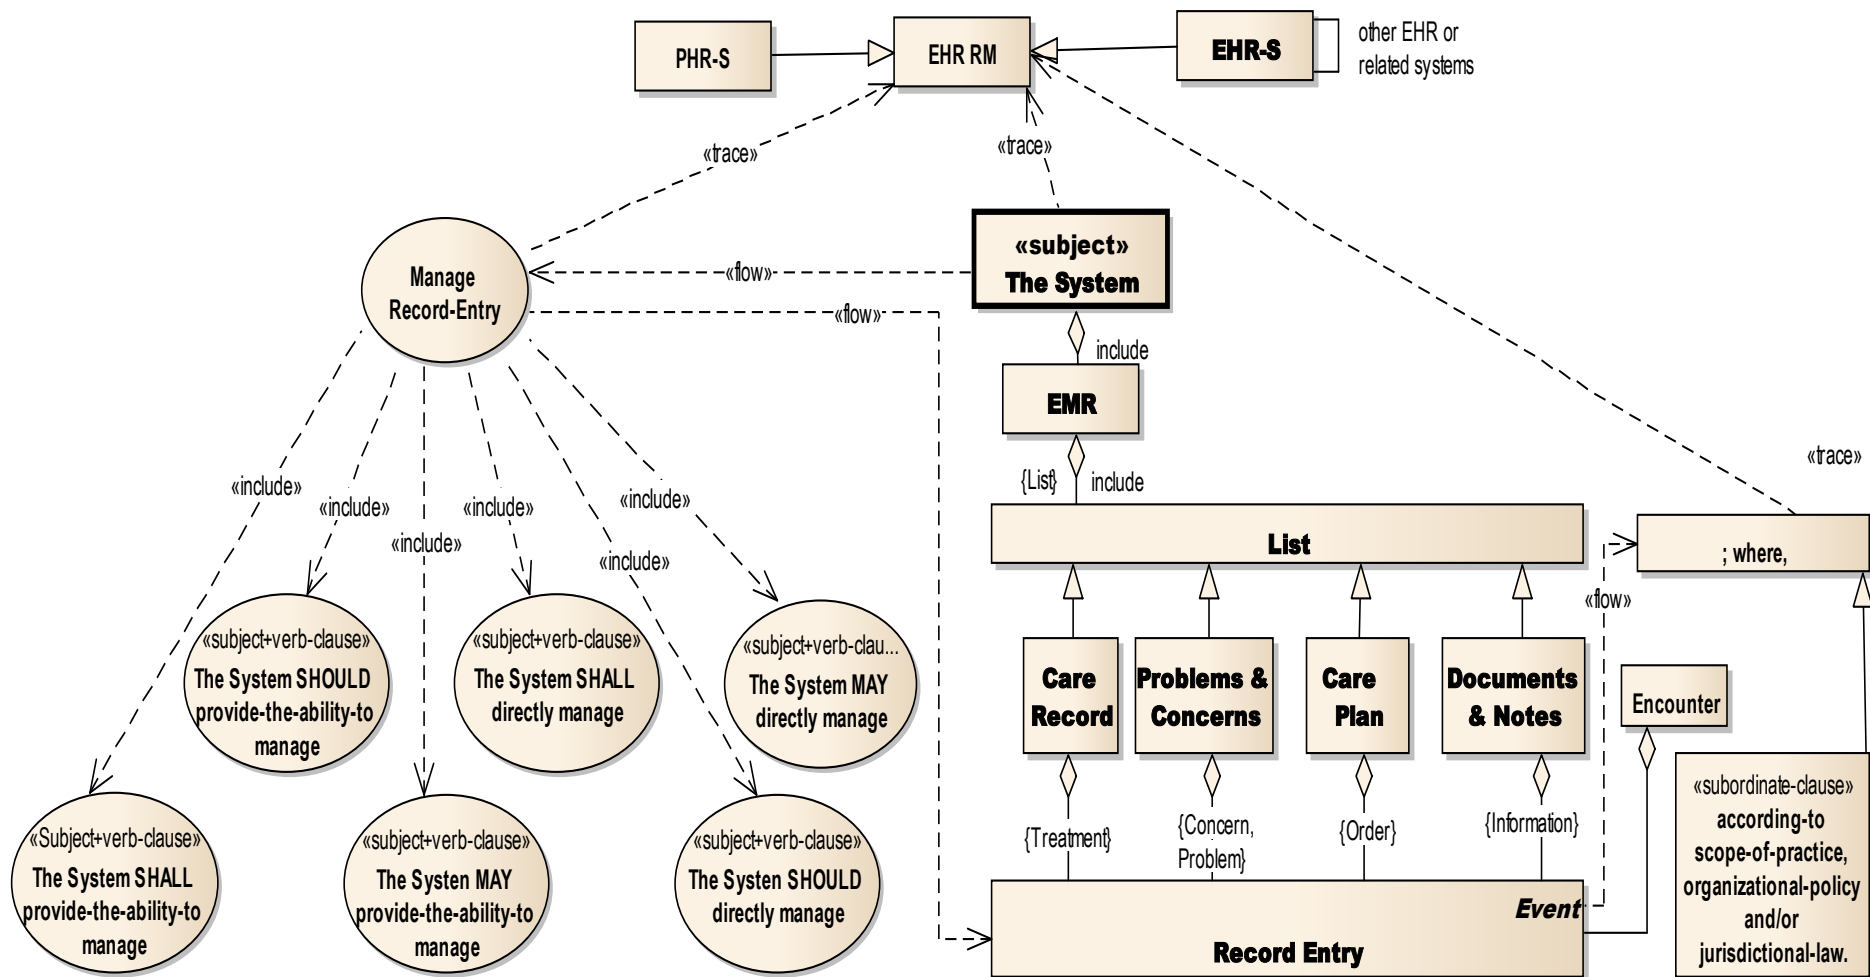 PHR-S
EHR RM
EHR-S
other EHR or
related systems
«trace»
«trace»
«subject»
The System
Manage
Record-Entry
«flow»
«flow»
include
EMR
{List}
include
«trace»
List
; where,
«flow»
«include»
«include»
«include»
«include»
«include»
«include»
«subject+verb-clause»
The System SHOULD
provide-the-ability-to
manage
«subject+verb-clause»
The System SHALL
directly manage
«subject+verb-clau...
The System MAY
directly manage
Care
Record
Problems &
Concerns
Care
Plan
Documents
& Notes
Encounter
«Subject+verb-clause»
The System SHALL
provide-the-ability-to
manage
«subject+verb-clause»
The Systen MAY
provide-the-ability-to
manage
«subject+verb-clause»
The Systen SHOULD
directly manage
{Treatment}
{Concern,
Problem}
{Order}
{Information}
«subordinate-clause»
according-to
scope-of-practice,
organizational-policy
and/or
jurisdictional-law.
Event
Record Entry